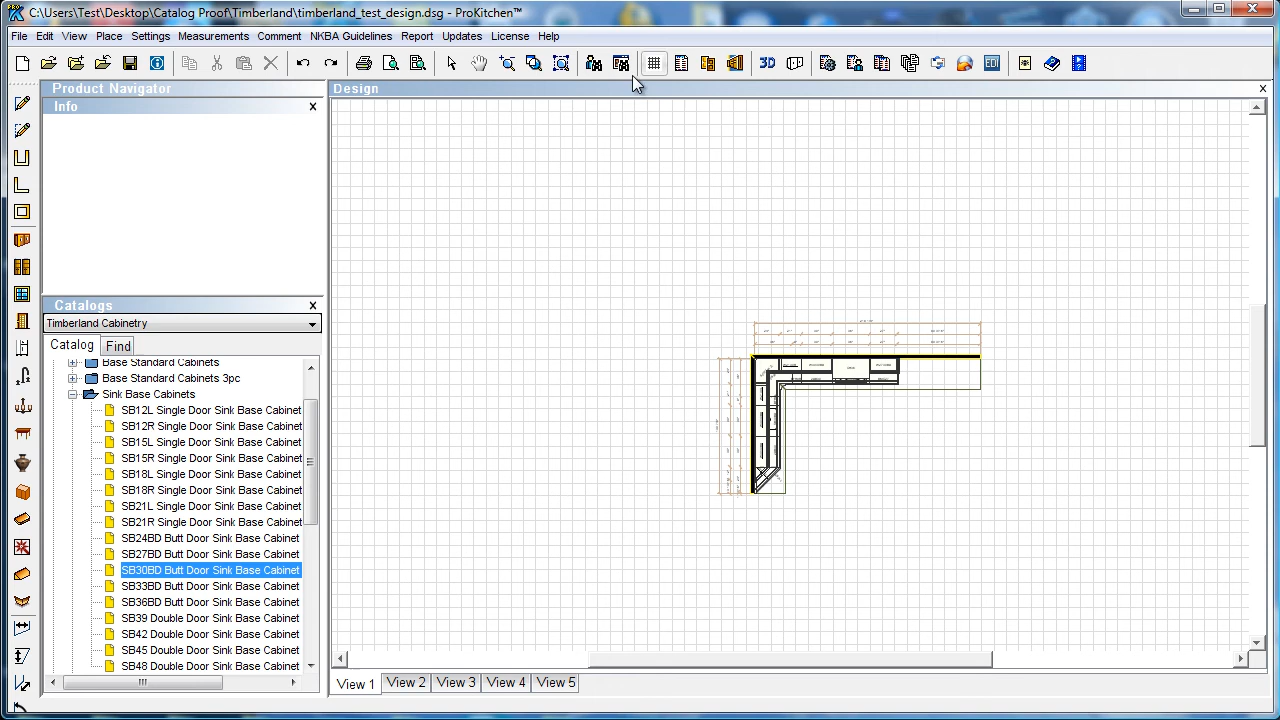 C:\Users\Test\Desktop\Catalog Proof\Timberland\timberland_test_design.dsg - ProKitchen™
File Edit View Place Settings Measurements Comment NKBA Guidelines Report Updates License Help
3D
EDI
Product Navigator
Info
Design
Catalogs
Timberland Cabinetry
Catalog Find
Base Standard Cabinets
Base Standard Cabinets 3pc
Sink Base Cabinets
SB12L Single Door Sink Base Cabinet
SB12R Single Door Sink Base Cabinet
SB15L Single Door Sink Base Cabinet
SB15R Single Door Sink Base Cabinet
SB18L Single Door Sink Base Cabinet
SB18R Single Door Sink Base Cabinet
SB21L Single Door Sink Base Cabinet
SB21R Single Door Sink Base Cabinet
SB24BD Butt Door Sink Base Cabinet
SB27BD Butt Door Sink Base Cabinet
SB30BD Butt Door Sink Base Cabinet
SB33BD Butt Door Sink Base Cabinet
SB36BD Butt Door Sink Base Cabinet
SB39 Double Door Sink Base Cabinet
SB42 Double Door Sink Base Cabinet
SB45 Double Door Sink Base Cabinet
SB48 Double Door Sink Base Cabinet
View 1 View 2 View 3 View 4 View 5